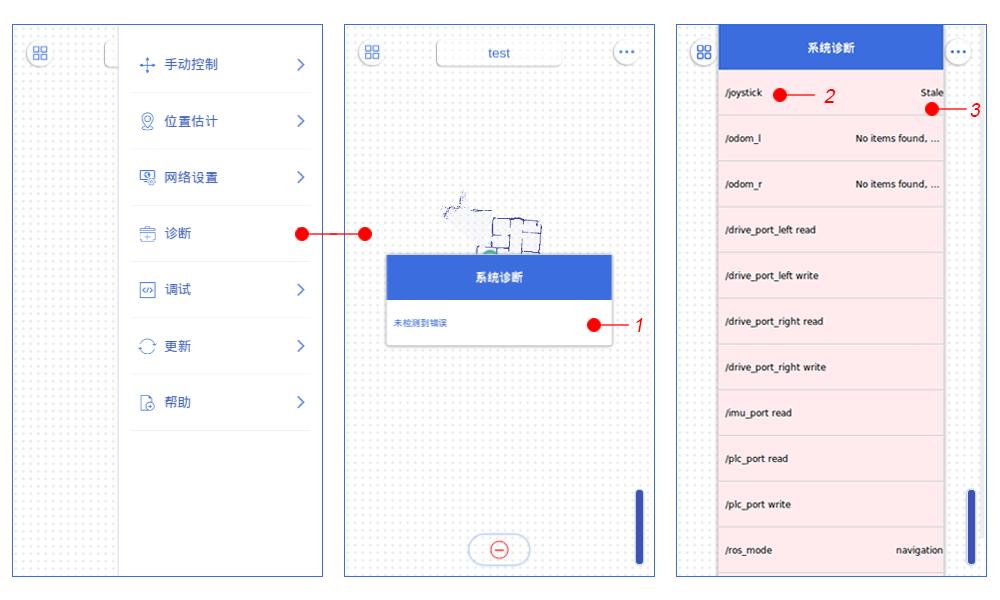 手动控制
位置估计
网络设置
诊断
调试
更新
帮助
test
系统诊断
未检测到错误
1
系统诊断
/joystick
2
Stale
3
/odom_l
No items found, ...
/odom_r
No items found, ...
/drive_port_left read
/drive_port_left write
/drive_port_right read
/drive_port_right write
/imu_port read
/plc_port read
/plc_port write
/ros_mode
navigation